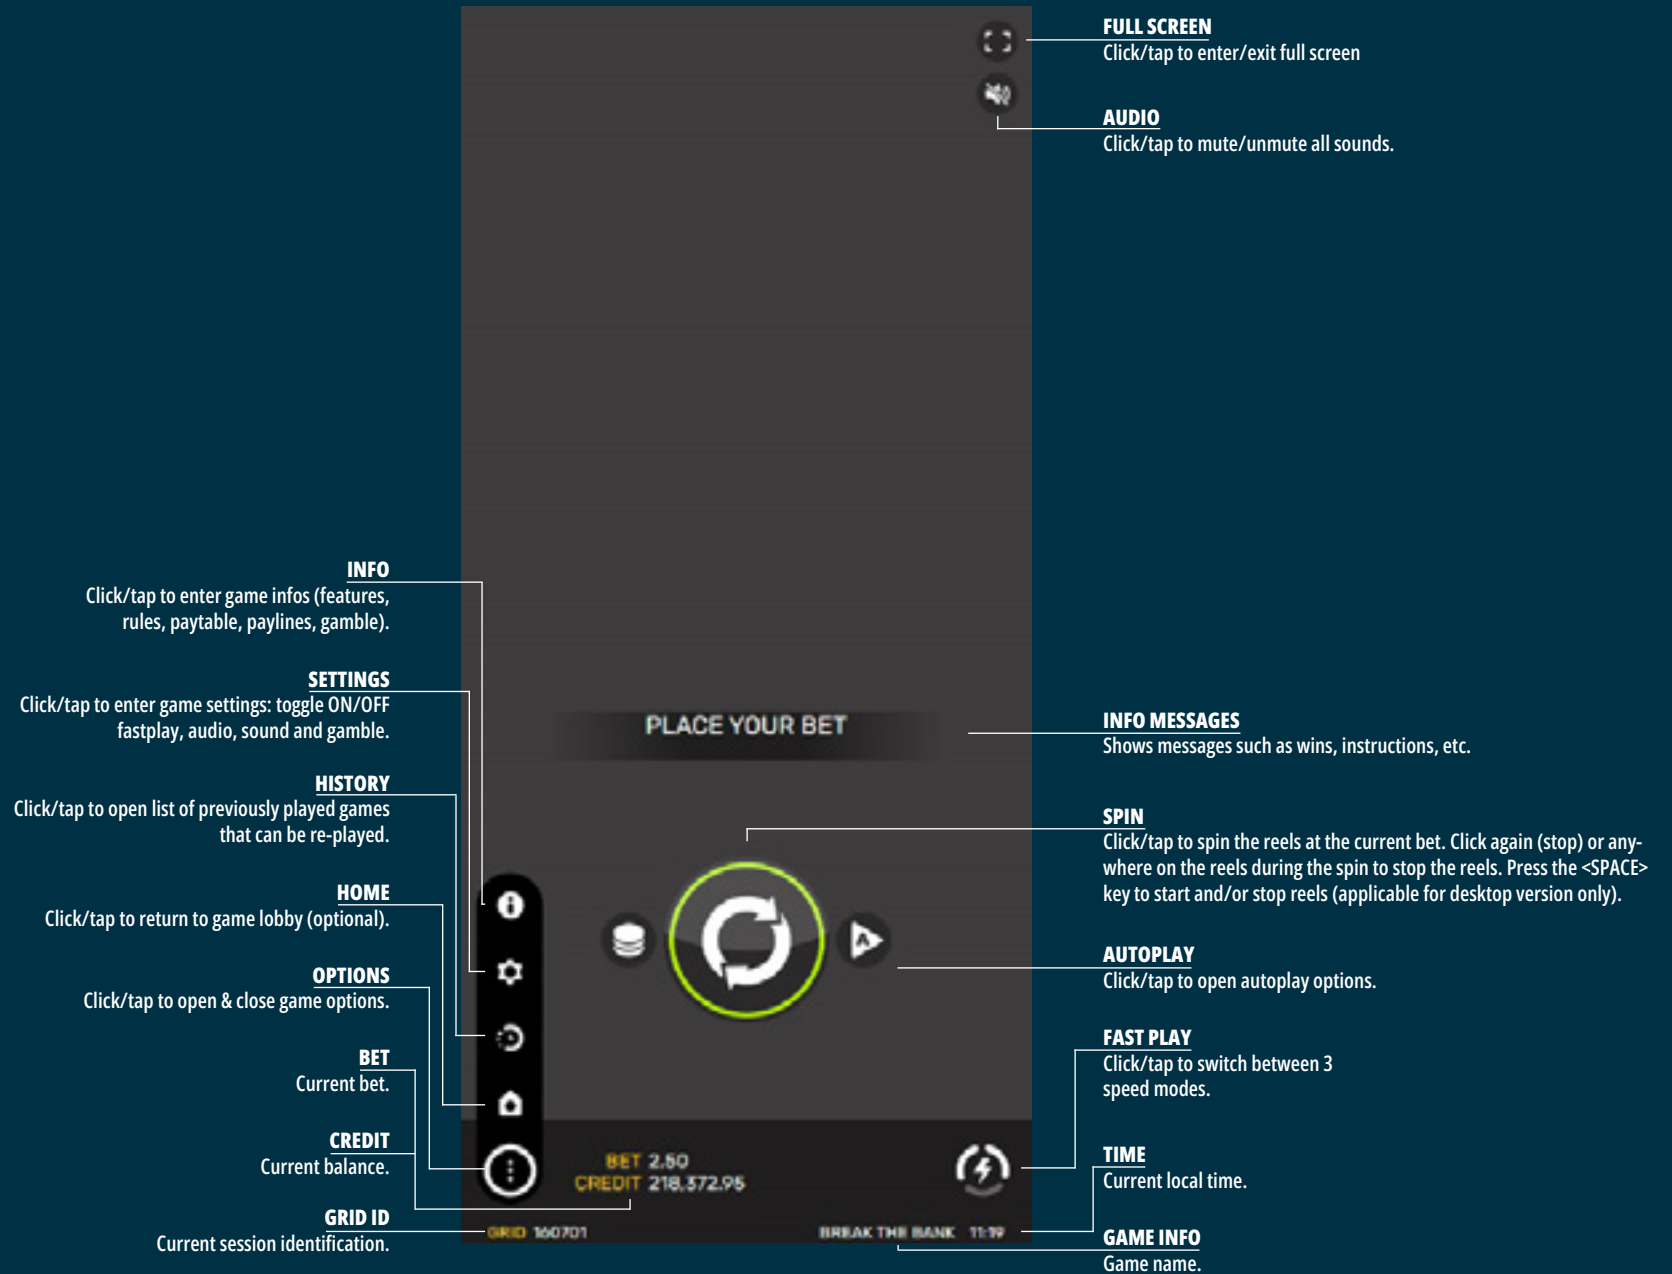 FULL SCREEN
Click/tap to enter/exit full screen
AUDIO
Click/tap to mute/unmute all sounds.
INFO
Click/tap to enter game infos (features,
rules, paytable, paylines, gamble).
SETTINGS
Click/tap to enter game settings: toggle ON/OFF
fastplay, audio, sound and gamble.
HISTORY
Click/tap to open list of previously played games
that can be re-played.
HOME
Click/tap to return to game lobby (optional).
OPTIONS
Click/tap to open & close game options.
BET
Current bet.
CREDIT
Current balance.
GRID ID
Current session identification.
PLACE YOUR BET
A
BET 2.50
CREDIT 218,372.95
GRID 160701
BREAK THE BANK 11:19
INFO MESSAGES
Shows messages such as wins, instructions, etc.
SPIN
Click/tap to spin the reels at the current bet. Click again (stop) or any-
where on the reels during the spin to stop the reels. Press the <SPACE>
key to start and/or stop reels (applicable for desktop version only).
AUTOPLAY
Click/tap to open autoplay options.
FAST PLAY
Click/tap to switch between 3
speed modes.
TIME
Current local time.
GAME INFO
Game name.